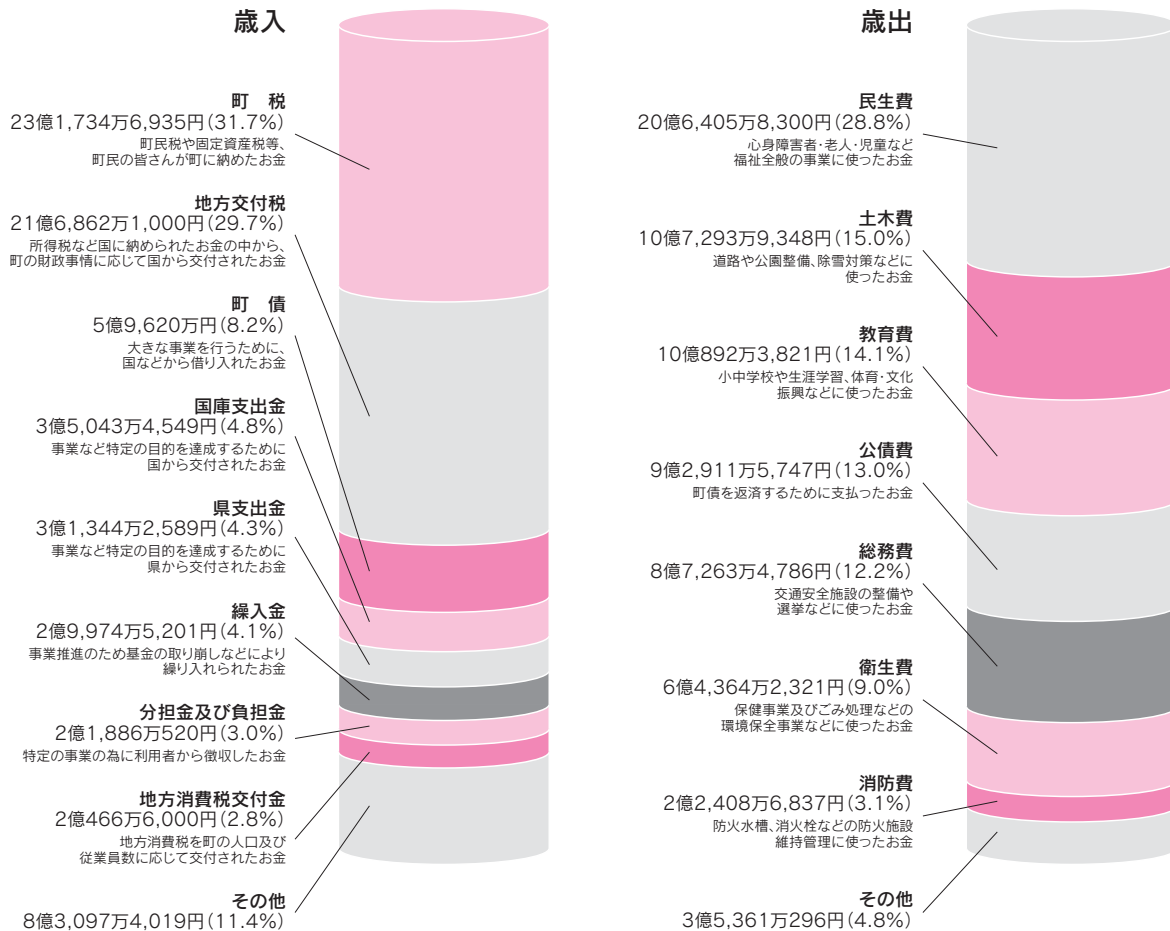 歳入
町　税
23億1,734万6,935円(31.7%)
町民税や固定資産税等、
町民の皆さんが町に納めたお金
地方交付税
21億6,862万1,000円(29.7%)
所得税など国に納められたお金の中から、
町の財政事情に応じて国から交付されたお金
町　債
5億9,620万円(8.2%)
大きな事業を行うために、
国などから借り入れたお金
国庫支出金
3億5,043万4,549円(4.8%)
事業など特定の目的を達成するために
国から交付されたお金
県支出金
3億1,344万2,589円(4.3%)
事業など特定の目的を達成するために
県から交付されたお金
繰入金
2億9,974万5,201円(4.1%)
事業推進のため基金の取り崩しなどにより
繰り入れられたお金
分担金及び負担金
2億1,886万520円(3.0%)
特定の事業の為に利用者から徴収したお金
地方消費税交付金
2億466万6,000円(2.8%)
地方消費税を町の人口及び
従業員数に応じて交付されたお金
その他
8億3,097万4,019円(11.4%)
歳出
民生費
20億6,405万8,300円(28.8%)
心身障害者・老人・児童など
福祉全般の事業に使ったお金
土木費
10億7,293万9,348円(15.0%)
道路や公園整備、除雪対策などに
使ったお金
教育費
10億892万3,821円(14.1%)
小中学校や生涯学習、体育・文化
振興などに使ったお金
公債費
9億2,911万5,747円(13.0%)
町債を返済するために支払ったお金
総務費
8億7,263万4,786円(12.2%)
交通安全施設の整備や
選挙などに使ったお金
衛生費
6億4,364万2,321円(9.0%)
保健事業及びごみ処理などの
環境保全事業などに使ったお金
消防費
2億2,408万6,837円(3.1%)
防火水槽、消火栓などの防火施設
維持管理に使ったお金
その他
3億5,361万296円(4.8%)